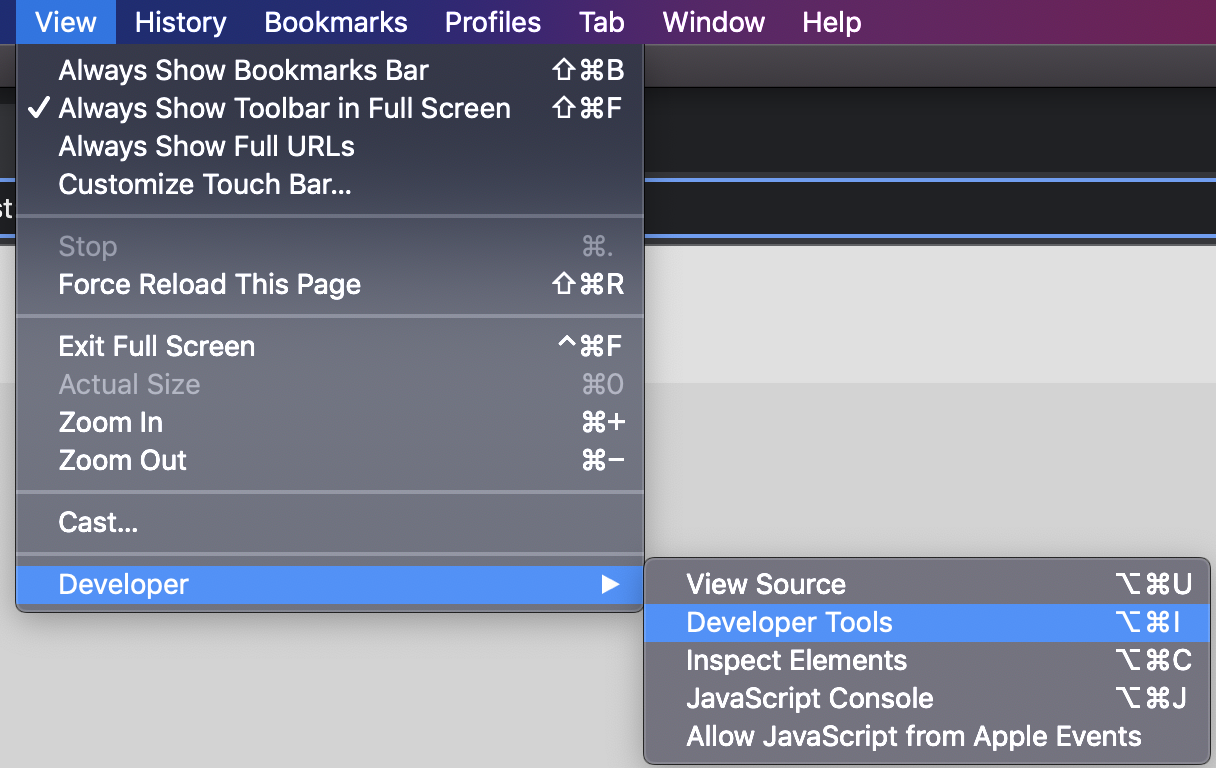 View History Bookmarks Profiles Tab Window Help
Always Show Bookmarks Bar ⇧⌘B
✓ Always Show Toolbar in Full Screen ⇧⌘F
Always Show Full URLs
Customize Touch Bar...
st
Stop ⌘.
Force Reload This Page ⇧⌘R
Exit Full Screen ^⌘F
Actual Size ⌘0
Zoom In ⌘+
Zoom Out ⌘−
Cast...
Developer ▶
View Source ⌥⌘U
Developer Tools ⌥⌘I
Inspect Elements ⌥⌘C
JavaScript Console ⌥⌘J
Allow JavaScript from Apple Events